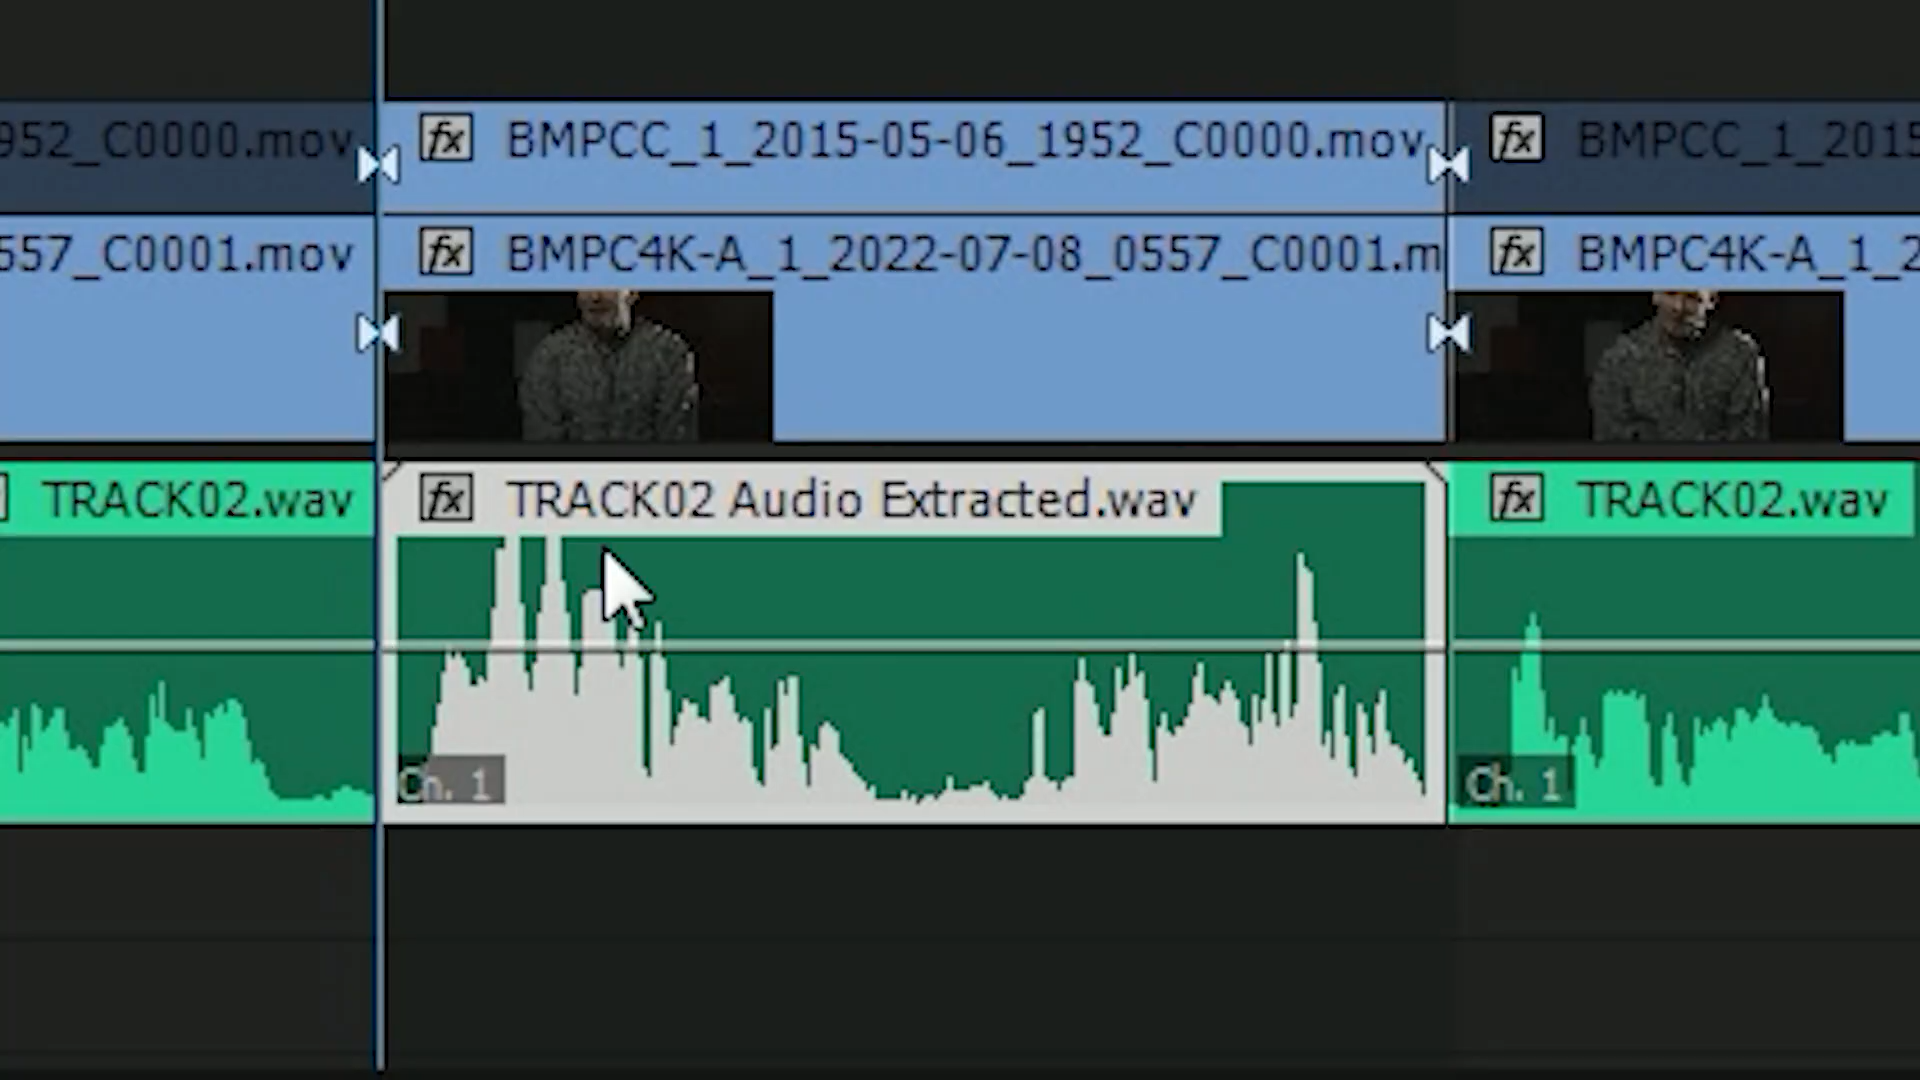 952_C0000.mov
fx BMPCC_1_2015-05-06_1952_C0000.mov
fx BMPCC_1_2015
557_C0001.mov
fx BMPC4K-A_1_2022-07-08_0557_C0001.m
fx BMPC4K-A_1_2
TRACK02.wav
fx TRACK02 Audio Extracted.wav
fx TRACK02.wav
Ch. 1
Ch. 1